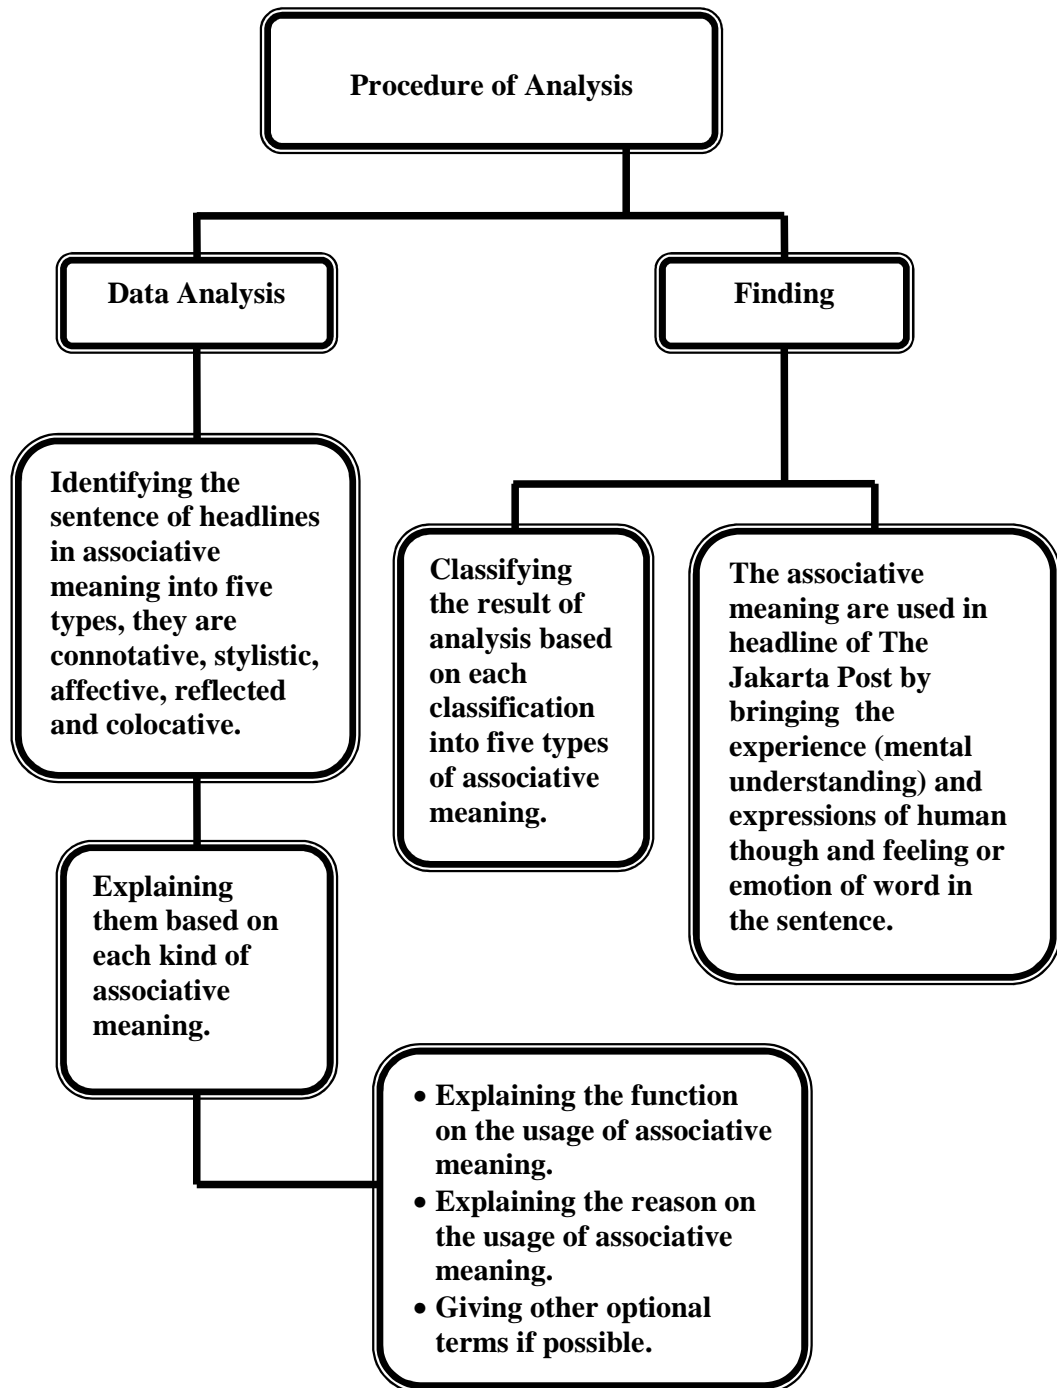 Procedure of Analysis
Data Analysis
Finding
Identifying the
sentence of headlines
in associative
meaning into five
types, they are
connotative, stylistic,
affective, reflected
and colocative.
Classifying
the result of
analysis based
on each
classification
into five types
of associative
meaning.
The associative
meaning are used in
headline of The
Jakarta Post by
bringing the
experience (mental
understanding) and
expressions of human
though and feeling or
emotion of word in
the sentence.
Explaining
them based on
each kind of
associative
meaning.
• Explaining the function
on the usage of associative
meaning.
• Explaining the reason on
the usage of associative
meaning.
• Giving other optional
terms if possible.